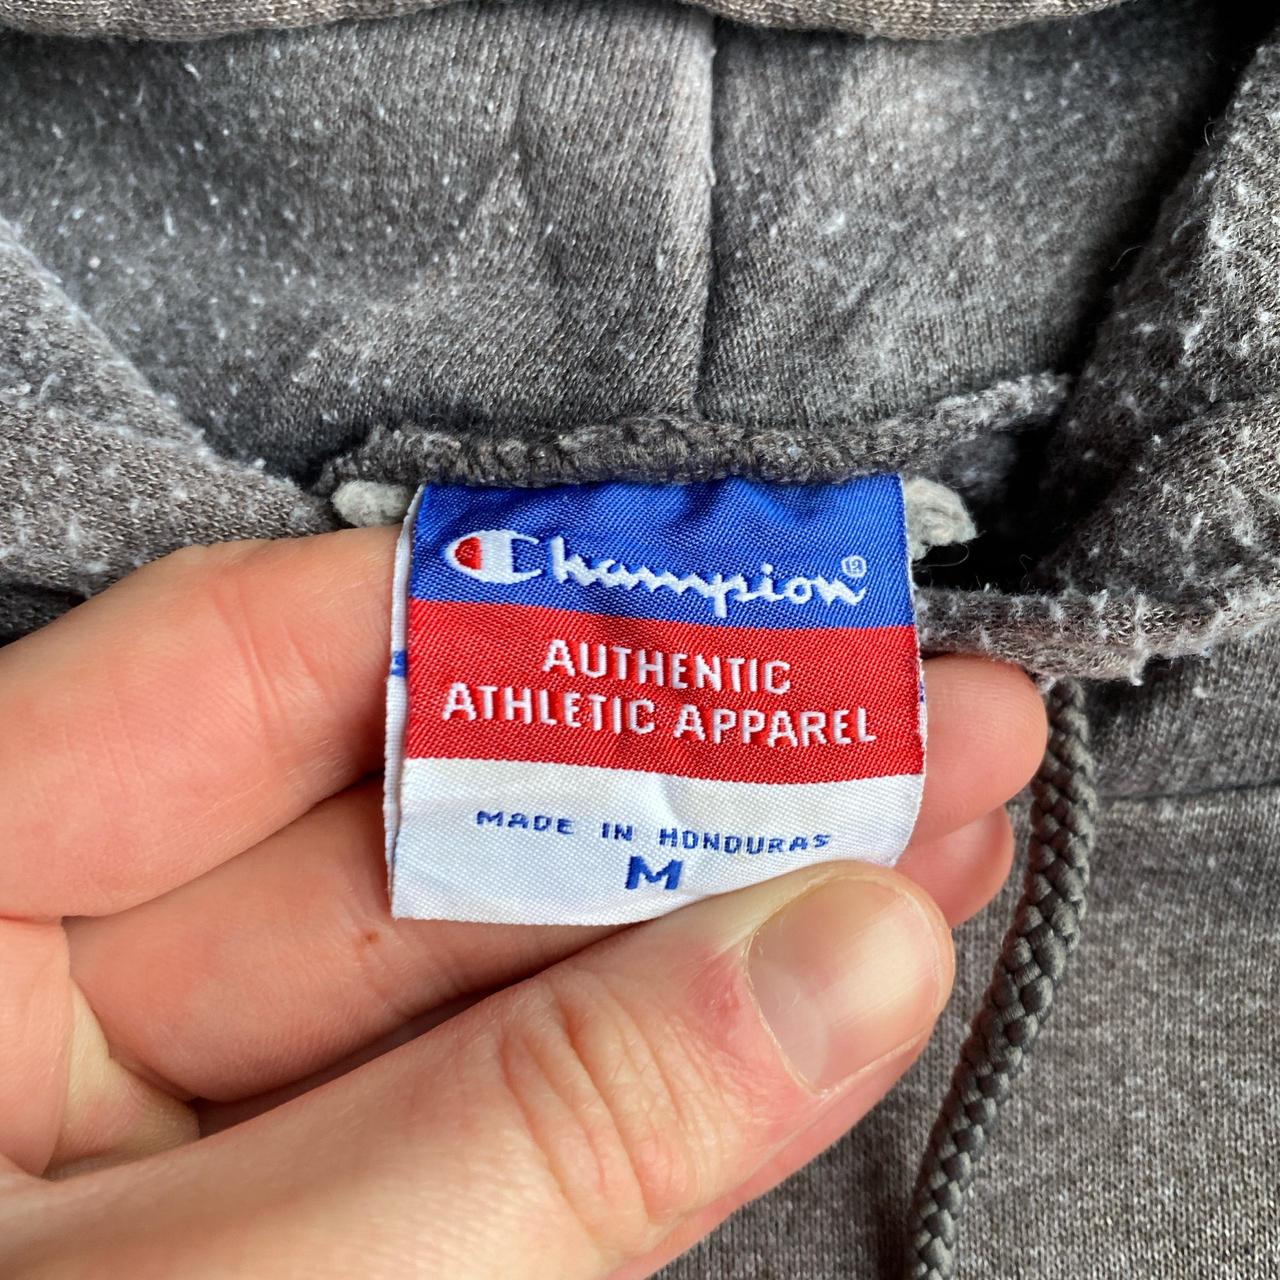 Champion®
AUTHENTIC
ATHLETIC APPAREL
MADE IN HONDURAS
M